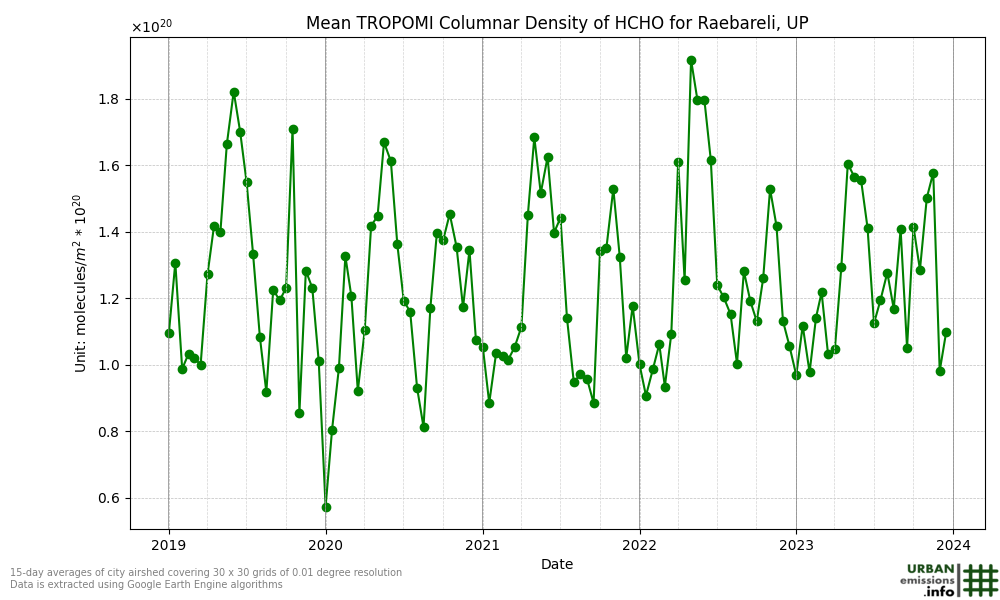 Mean TROPOMI Columnar Density of HCHO for Raebareli, UP
×10²⁰
Unit: molecules/m² * 10²⁰
1.8
1.6
1.4
1.2
1.0
0.8
0.6
2019 2020 2021 2022 2023 2024
Date
15-day averages of city airshed covering 30 x 30 grids of 0.01 degree resolution
Data is extracted using Google Earth Engine algorithms
URBAN
emissions
.info